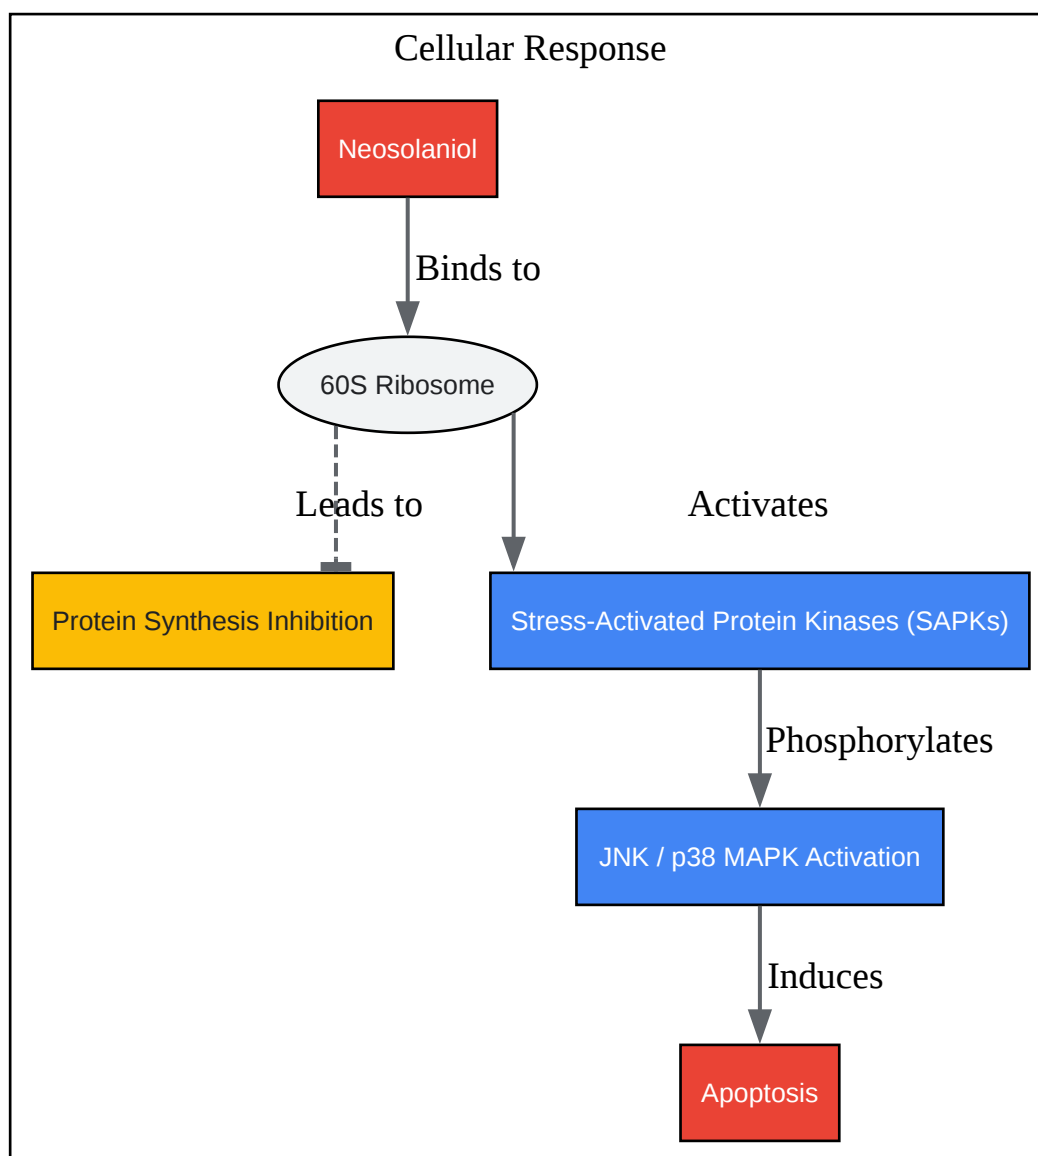 Cellular Response
Neosolaniol
Binds to
60S Ribosome
Leads to
Activates
Protein Synthesis Inhibition
Stress-Activated Protein Kinases (SAPKs)
Phosphorylates
JNK / p38 MAPK Activation
Induces
Apoptosis